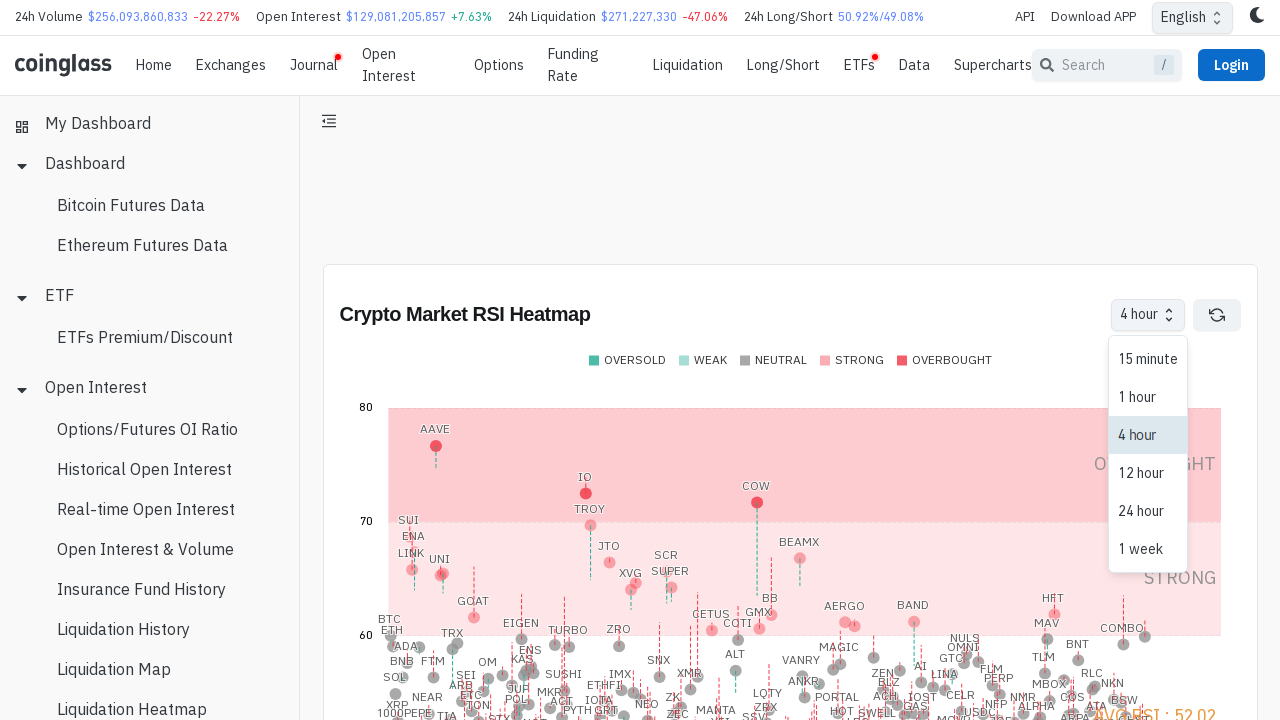 24h Volume $256,093,860,833 -22.27% Open Interest $129,081,205,857 +7.63% 24h Liquidation $271,227,330 -47.06% 24h Long/Short 50.92%/49.08% API Download APP English
coinglass Home Exchanges Journal Open Interest Options Funding Rate Liquidation Long/Short ETFs Data Supercharts Search / Login
My Dashboard
Dashboard
Bitcoin Futures Data
Ethereum Futures Data
ETF
ETFs Premium/Discount
Open Interest
Options/Futures OI Ratio
Historical Open Interest
Real-time Open Interest
Open Interest & Volume
Insurance Fund History
Liquidation History
Liquidation Map
Liquidation Heatmap
Crypto Market RSI Heatmap
4 hour
15 minute
1 hour
4 hour
12 hour
24 hour
1 week
OVERSOLD WEAK NEUTRAL STRONG OVERBOUGHT
80
AAVE
IO
COW
TROY
70
SUI
ENA
LINK
UNI
JTO
XVG
SCR
SUPER
BEAMX
STRONG
GOAT
BB
HFT
AERGO
BAND
CETUS
COTI
GMX
60
BTC
ETH
EIGEN
TURBO
ZRO
MAV
COMBO
TRX
ADA
NULS
OMNI
BNT
MAGIC
ENS
KAS
BNB
FTM
OM
SNX
ALT
VANRY
GTC
TLM
SOL
SEI
SUSHI
IMX
XMR
AI
FLM
PERP
RLC
ARB
ETHFI
ANKR
ZEN
BLZ
LINA
MBOX
NKN
NEAR
ETC
JUP
POL
MKR
ACT
IOTA
NEO
ZK
LQTY
PORTAL
ACH
IOST
CELR
NMR
COS
ATA
BSW
XRP
TON
PYTH
GRT
ZEC
MANTA
ZRX
HOT
SWELL
GAS
NFP
ALPHA
1000PEPE
TIA
SSV
USDC
ARPA
AVG RSI : 52.02